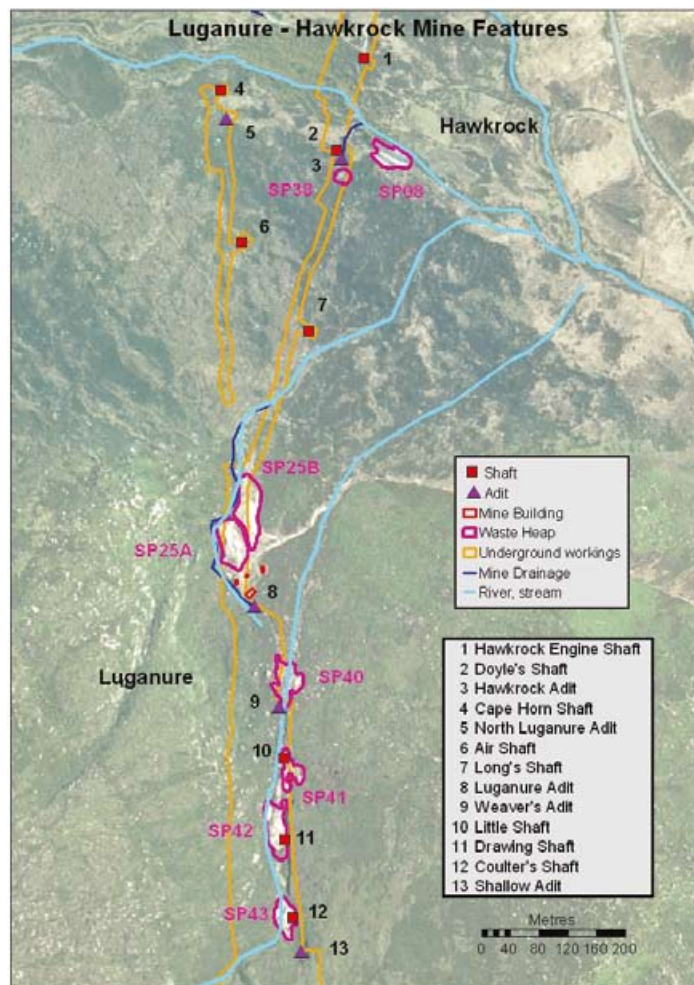 Luganure - Hawkrock Mine Features
1
4
5
2
Hawkrock
3
SP39
SP08
6
7
SP25B
SP25A
8
Luganure
SP40
9
10
SP41
SP42
11
SP43
12
13
Shaft
Adit
Mine Building
Waste Heap
Underground workings
Mine Drainage
River, stream
1 Hawkrock Engine Shaft
2 Doyle's Shaft
3 Hawkrock Adit
4 Cape Horn Shaft
5 North Luganure Adit
6 Air Shaft
7 Long's Shaft
8 Luganure Adit
9 Weaver's Adit
10 Little Shaft
11 Drawing Shaft
12 Coulter's Shaft
13 Shallow Adit
Metres
0 20 40 80 120 160 200